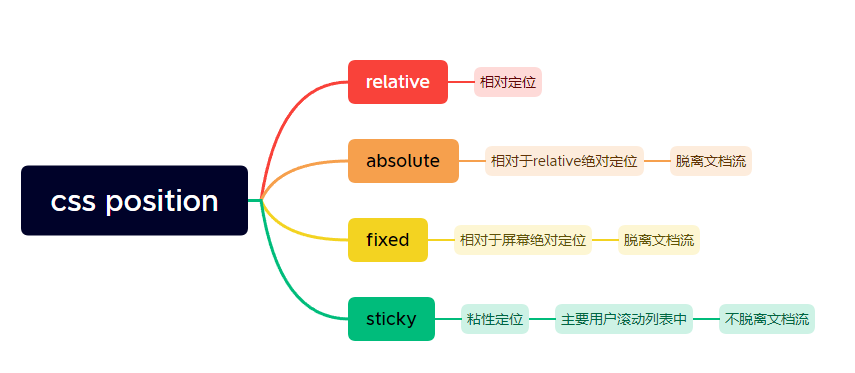 css position
relative
相对定位
absolute
相对于relative绝对定位
脱离文档流
fixed
相对于屏幕绝对定位
脱离文档流
sticky
粘性定位
主要用户滚动列表中
不脱离文档流